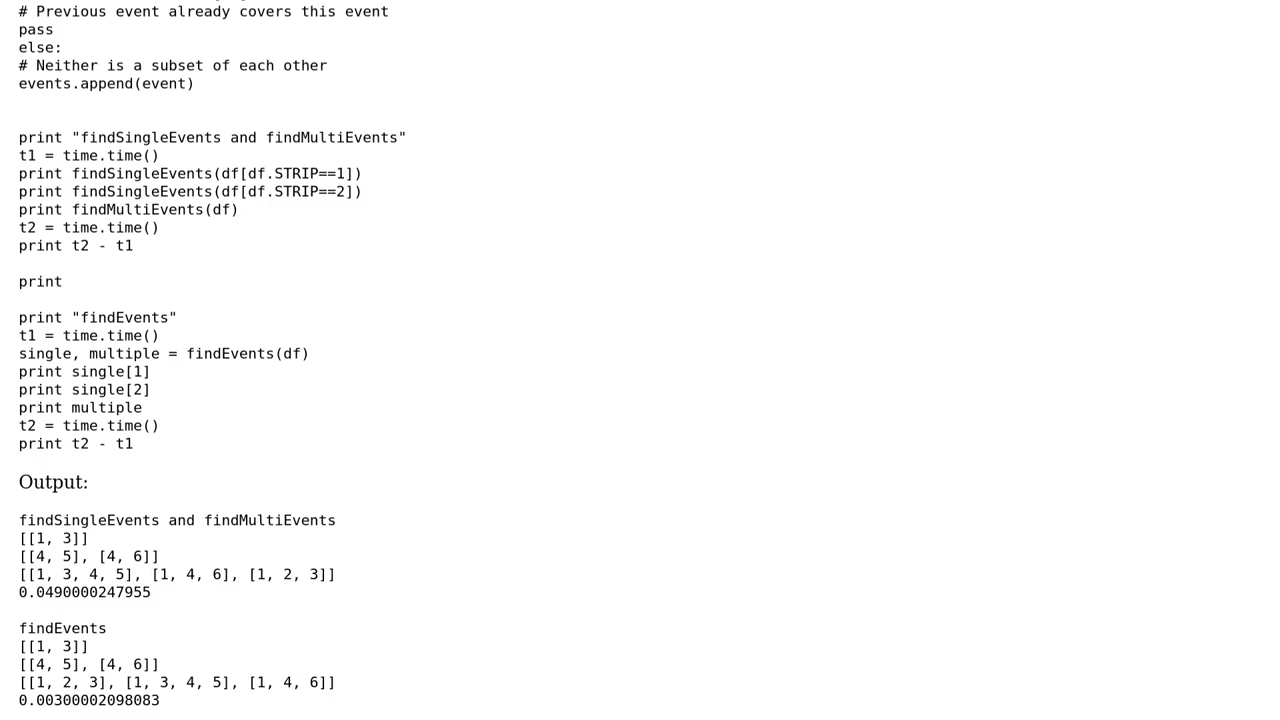 # Previous event already covers this event
pass
else:
# Neither is a subset of each other
events.append(event)
print "findSingleEvents and findMultiEvents"
t1 = time.time()
print findSingleEvents(df[df.STRIP==1])
print findSingleEvents(df[df.STRIP==2])
print findMultiEvents(df)
t2 = time.time()
print t2 - t1
print
print "findEvents"
t1 = time.time()
single, multiple = findEvents(df)
print single[1]
print single[2]
print multiple
t2 = time.time()
print t2 - t1
Output:
findSingleEvents and findMultiEvents
[[1, 3]]
[[4, 5], [4, 6]]
[[1, 3, 4, 5], [1, 4, 6], [1, 2, 3]]
0.0490000247955
findEvents
[[1, 3]]
[[4, 5], [4, 6]]
[[1, 2, 3], [1, 3, 4, 5], [1, 4, 6]]
0.00300002098083